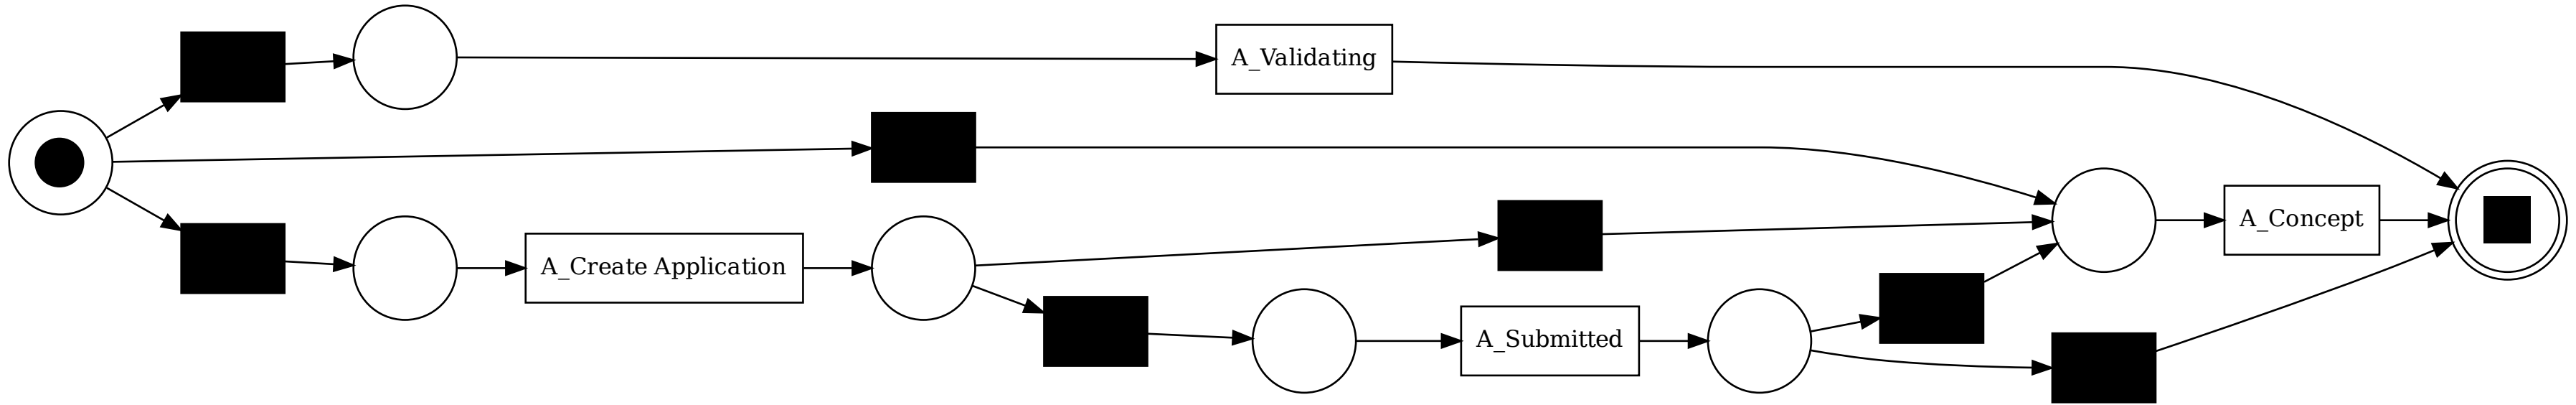 A_Validating
A_Concept
A_Create Application
A_Submitted